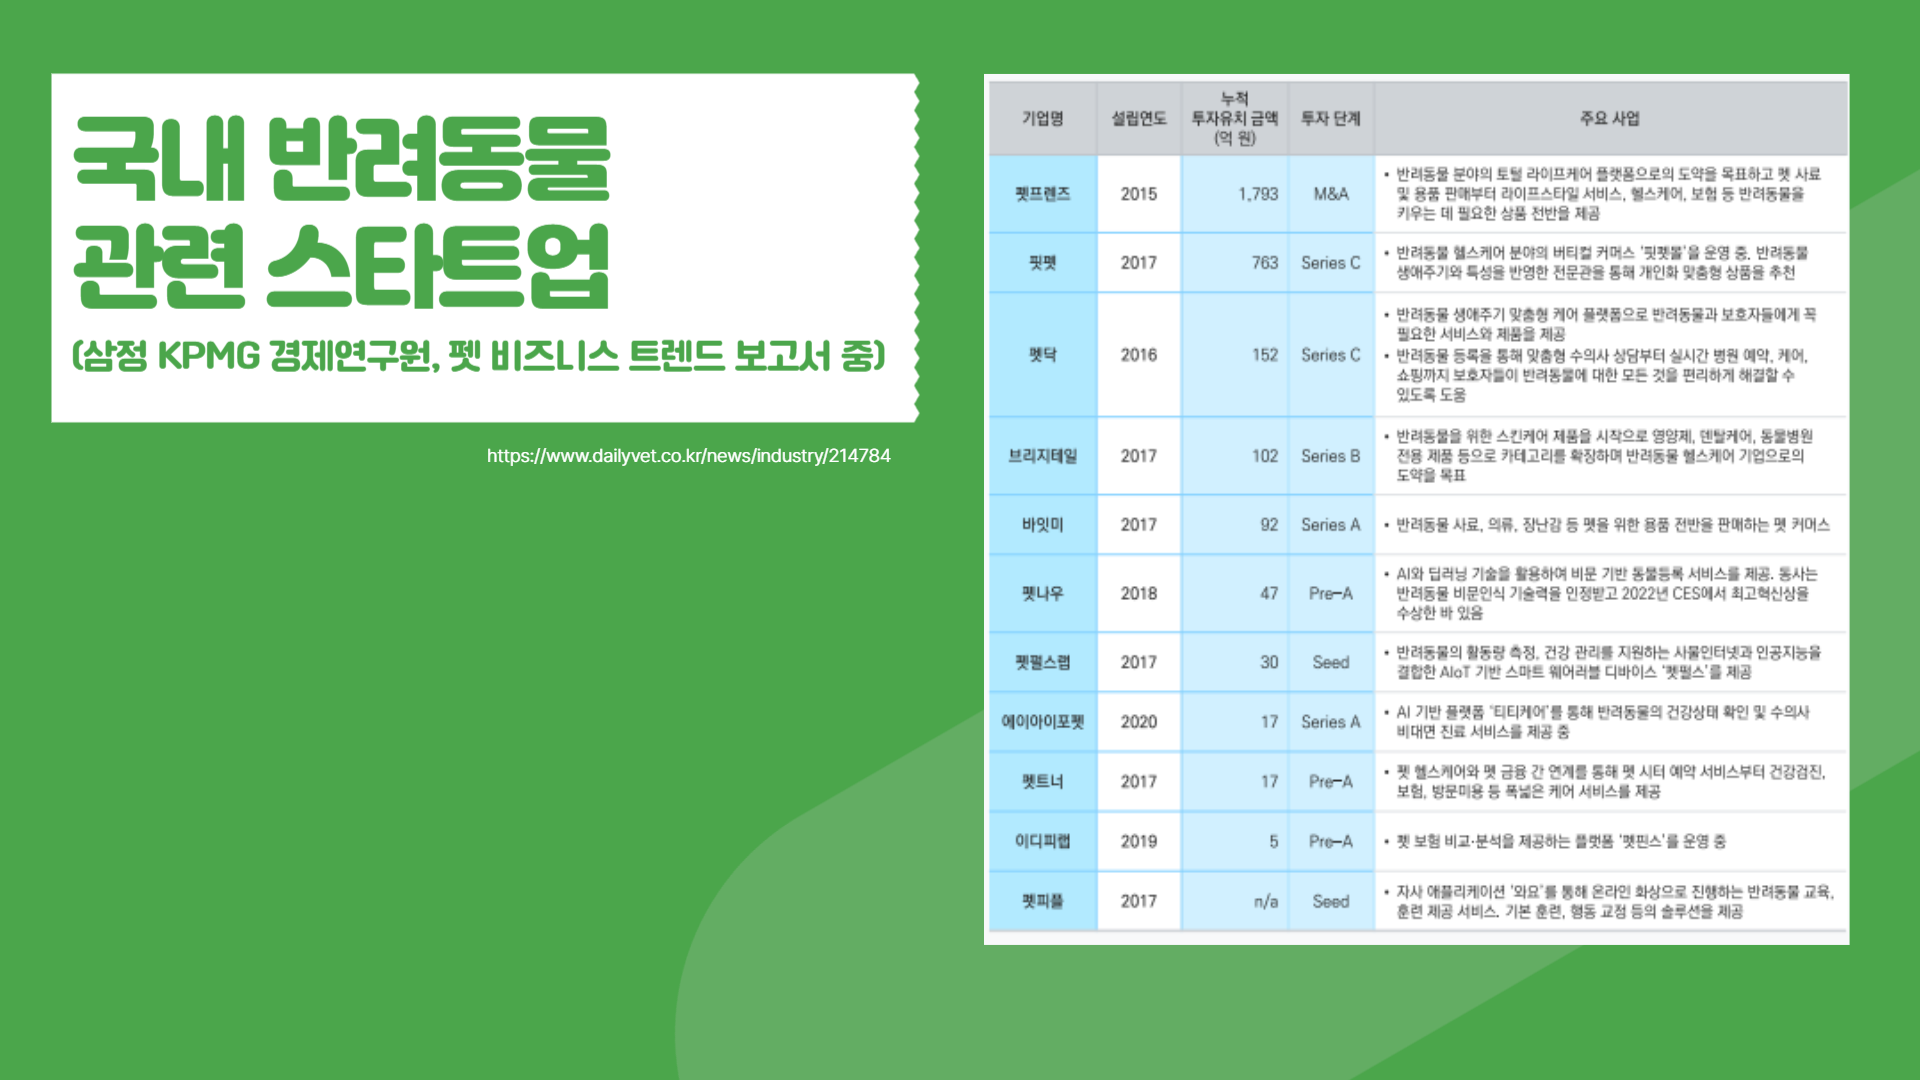 국내 반려동물
관련 스타트업
(삼정 KPMG 경제연구원, 펫 비즈니스 트렌드 보고서 중)
https://www.dailyvet.co.kr/news/industry/214784
기업명 설립연도 누적 투자유치 금액 (억 원) 투자 단계 주요 사업
펫프렌즈 2015 1,793 M&A
• 반려동물 분야의 토털 라이프케어 플랫폼으로의 도약을 목표하고 펫 사료
및 용품 판매부터 라이프스타일 서비스, 헬스케어, 보험 등 반려동물을
키우는 데 필요한 상품 전반을 제공
핏펫 2017 763 Series C
• 반려동물 헬스케어 분야의 버티컬 커머스 '핏펫몰'을 운영 중. 반려동물
생애주기와 특성을 반영한 전문관을 통해 개인화 맞춤형 상품을 추천
펫닥 2016 152 Series C
• 반려동물 생애주기 맞춤형 케어 플랫폼으로 반려동물과 보호자들에게 꼭
필요한 서비스와 제품을 제공
• 반려동물 등록을 통해 맞춤형 수의사 상담부터 실시간 병원 예약, 케어,
쇼핑까지 보호자들이 반려동물에 대한 모든 것을 편리하게 해결할 수
있도록 도움
브리지테일 2017 102 Series B
• 반려동물을 위한 스킨케어 제품을 시작으로 영양제, 덴탈케어, 동물병원
전용 제품 등으로 카테고리를 확장하며 반려동물 헬스케어 기업으로의
도약을 목표
바잇미 2017 92 Series A
• 반려동물 사료, 의류, 장난감 등 펫을 위한 용품 전반을 판매하는 펫 커머스
펫나우 2018 47 Pre-A
• AI와 딥러닝 기술을 활용하여 비문 기반 동물등록 서비스를 제공. 동사는
반려동물 비문인식 기술력을 인정받고 2022년 CES에서 최고혁신상을
수상한 바 있음
펫펄스랩 2017 30 Seed
• 반려동물의 활동량 측정, 건강 관리를 지원하는 사물인터넷과 인공지능을
결합한 AIoT 기반 스마트 웨어러블 디바이스 '펫펄스'를 제공
에이아이포펫 2020 17 Series A
• AI 기반 플랫폼 '티티케어'를 통해 반려동물의 건강상태 확인 및 수의사
비대면 진료 서비스를 제공 중
펫트너 2017 17 Pre-A
• 펫 헬스케어와 펫 금융 간 연계를 통해 펫 시터 예약 서비스부터 건강검진,
보험, 방문미용 등 폭넓은 케어 서비스를 제공
이디피랩 2019 5 Pre-A
• 펫 보험 비교·분석을 제공하는 플랫폼 '펫핀스'를 운영 중
펫피플 2017 n/a Seed
• 자사 애플리케이션 '와요'를 통해 온라인 화상으로 진행하는 반려동물 교육,
훈련 제공 서비스. 기본 훈련, 행동 교정 등의 솔루션을 제공